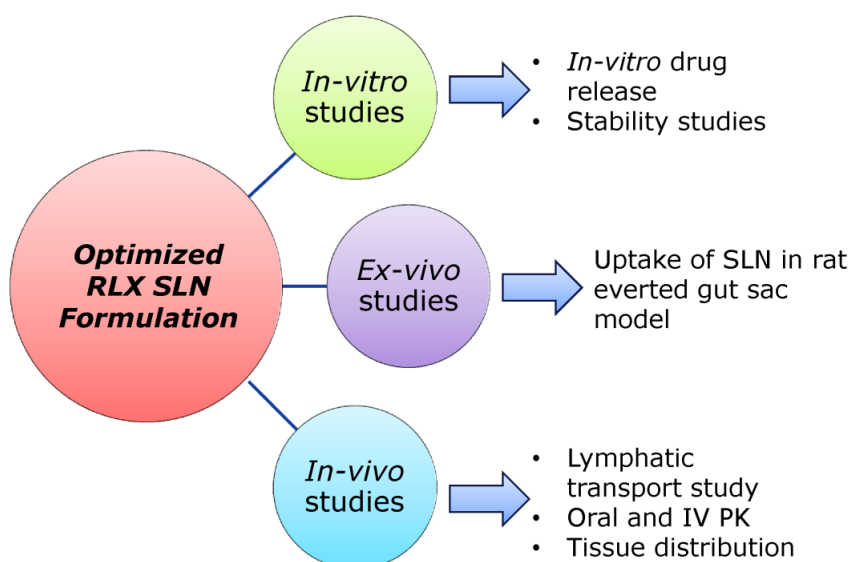 In-vitro
studies
• In-vitro drug
release
• Stability studies
Optimized
RLX SLN
Formulation
Ex-vivo
studies
Uptake of SLN in rat
everted gut sac
model
In-vivo
studies
• Lymphatic
transport study
• Oral and IV PK
• Tissue distribution